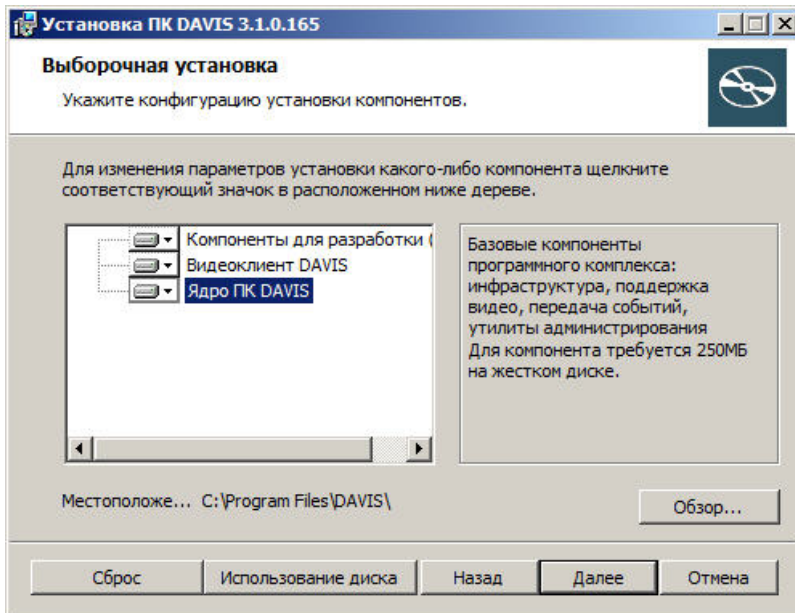 Установка ПК DAVIS 3.1.0.165
Выборочная установка
Укажите конфигурацию установки компонентов.
Для изменения параметров установки какого-либо компонента щелкните
соответствующий значок в расположенном ниже дереве.
Компоненты для разработки (
Видеоклиент DAVIS
Ядро ПК DAVIS
Базовые компоненты
программного комплекса:
инфраструктура, поддержка
видео, передача событий,
утилиты администрирования
Для компонента требуется 250МБ
на жестком диске.
Местоположе... C:\Program Files\DAVIS\
Обзор...
Сброс Использование диска Назад Далее Отмена